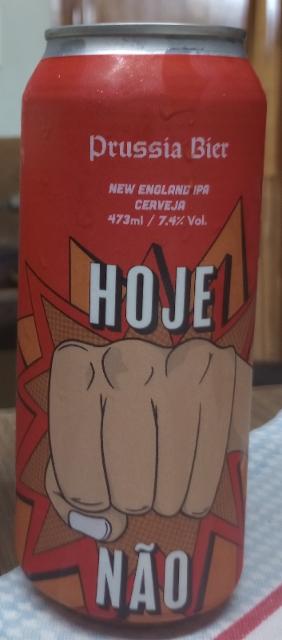 Prussia Bier
NEW ENGLAND IPA
CERVEJA
473ml / 7.4% Vol.
HOJE
NÃO